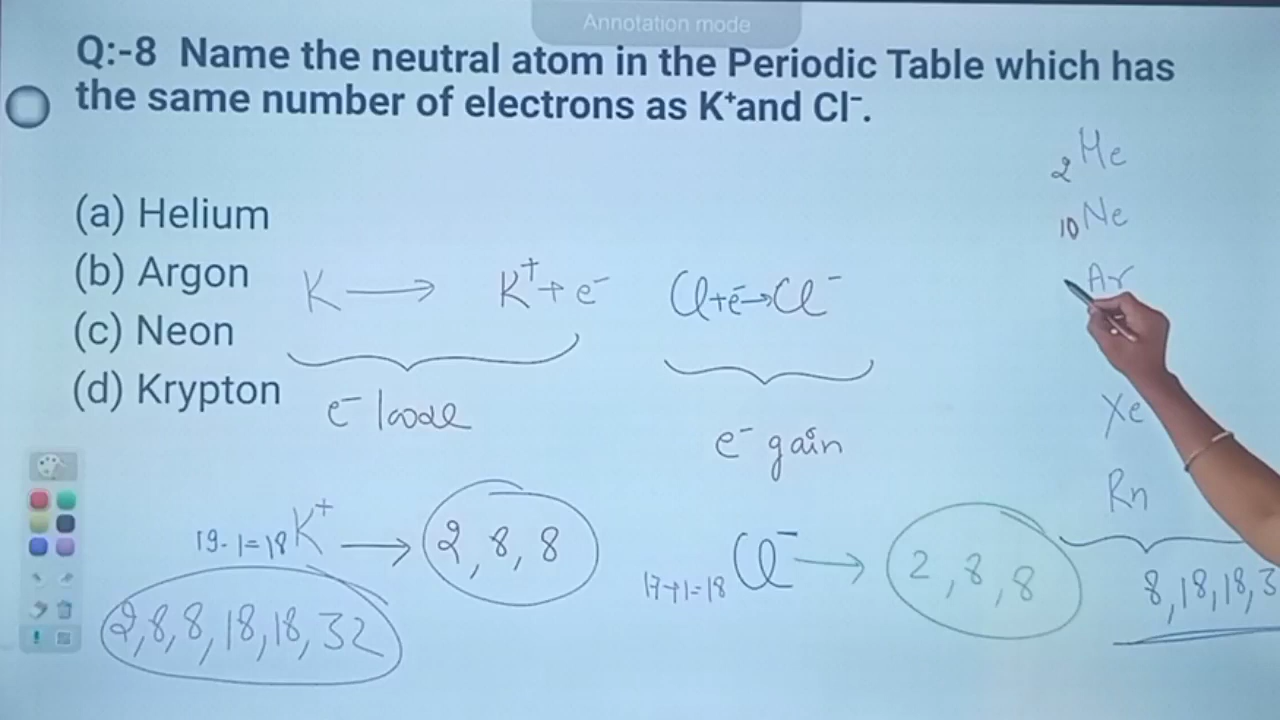 Annotation mode
Q:-8 Name the neutral atom in the Periodic Table which has
the same number of electrons as K⁺and Cl⁻.
(a) Helium
(b) Argon
(c) Neon
(d) Krypton
K → K⁺ + e⁻
e⁻ loose
Cl+e⁻→Cl⁻
e⁻ gain
₂He
₁₀Ne
Ar
Xe
Rn
8,18,18,3
19-1=18 K⁺ → 2,8,8
17+1=18 Cl⁻ → 2,8,8
2,8,8,18,18,32